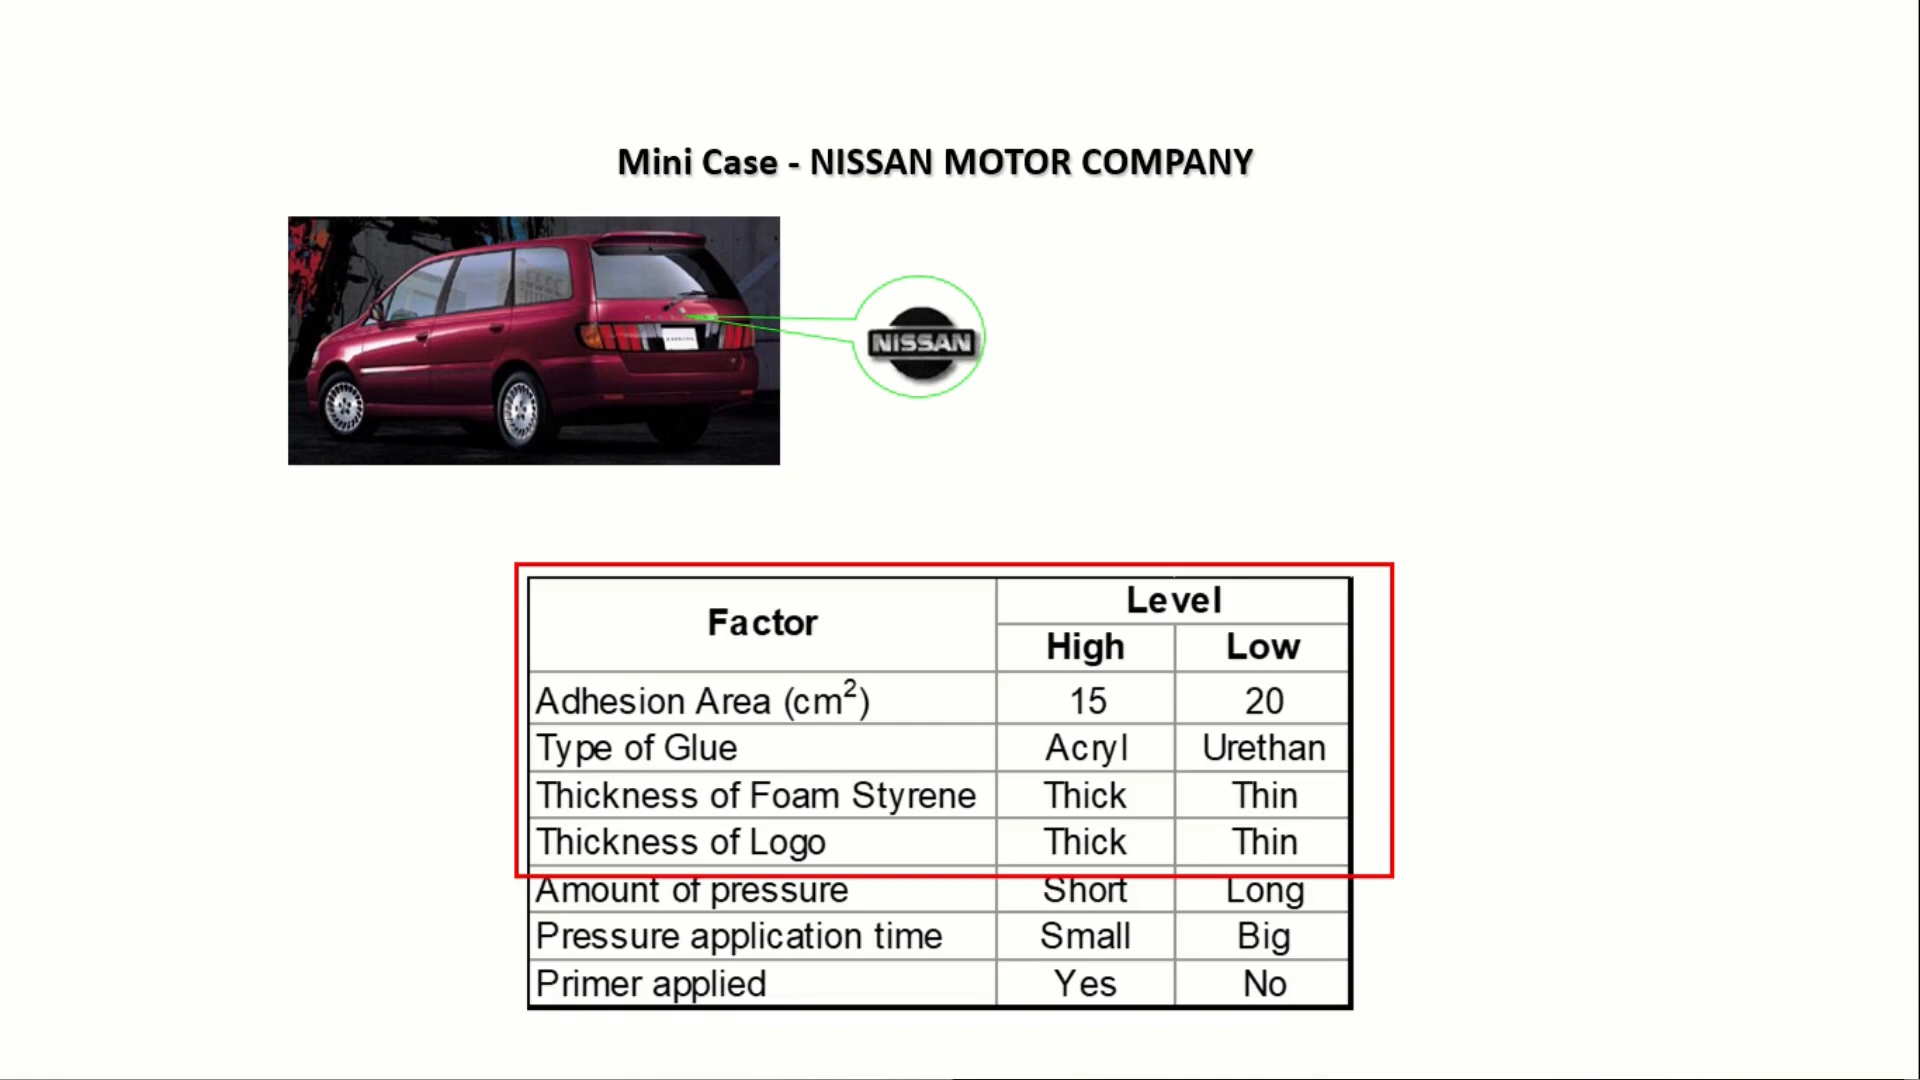 Mini Case - NISSAN MOTOR COMPANY
NISSAN
Factor Level
High Low
Adhesion Area (cm²) 15 20
Type of Glue Acryl Urethan
Thickness of Foam Styrene Thick Thin
Thickness of Logo Thick Thin
Amount of pressure Short Long
Pressure application time Small Big
Primer applied Yes No